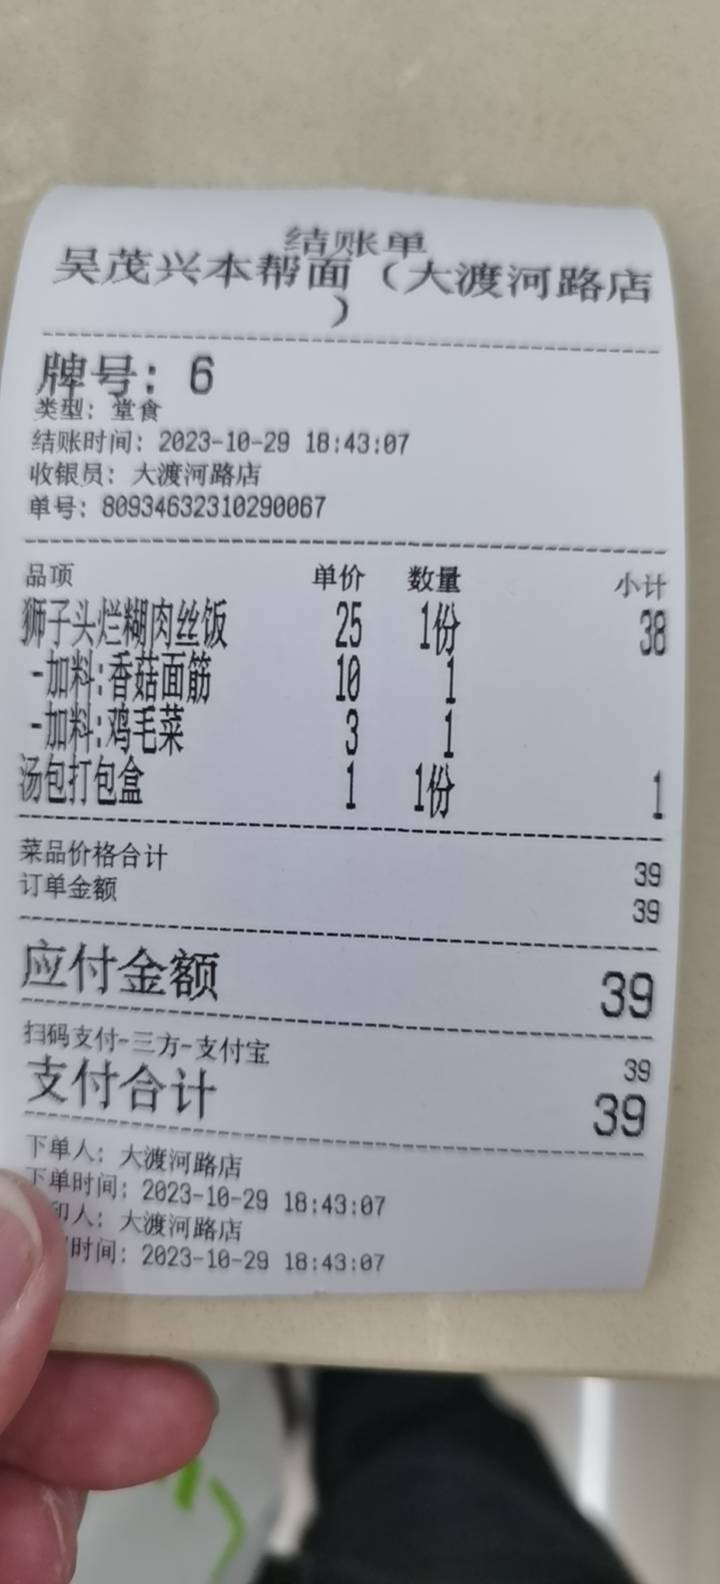 结账单
吴茂兴本帮面（大渡河路店
）
牌号：6
类型：堂食
结账时间：2023-10-29 18:43:07
收银员：大渡河路店
单号：80934632310290067
品项 单价 数量 小计
狮子头烂糊肉丝饭 25 1份 38
-加料:香菇面筋 10 1
-加料:鸡毛菜 3 1
汤包打包盒 1 1份 1
菜品价格合计 39
订单金额 39
应付金额 39
扫码支付-三方-支付宝 39
支付合计 39
下单人：大渡河路店
下单时间：2023-10-29 18:43:07
印人：大渡河路店
时间：2023-10-29 18:43:07